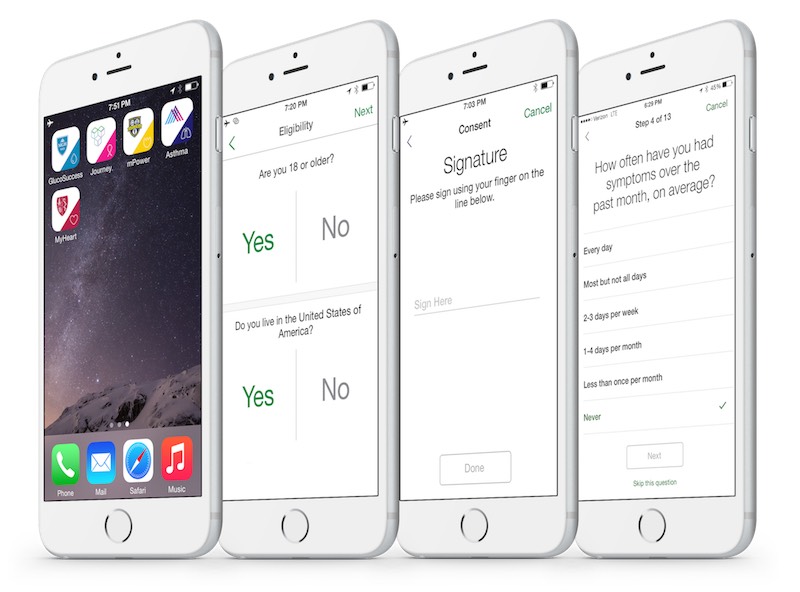 7:51 PM
GlucoSuccess
Journey.
mPower
Asthma
MyHeart
Phone
Mail
Safari
Music
7:20 PM
Eligibility
Next
Are you 18 or older?
Yes
No
Do you live in the United States of
America?
Yes
No
7:03 PM
Consent
Cancel
Signature
Please sign using your finger on the
line below.
Sign Here
Done
Verizon LTE
6:29 PM
45%
Step 4 of 13
Cancel
How often have you had
symptoms over the
past month, on average?
Every day
Most but not all days
2-3 days per week
1-4 days per month
Less than once per month
Never
Next
Skip this question